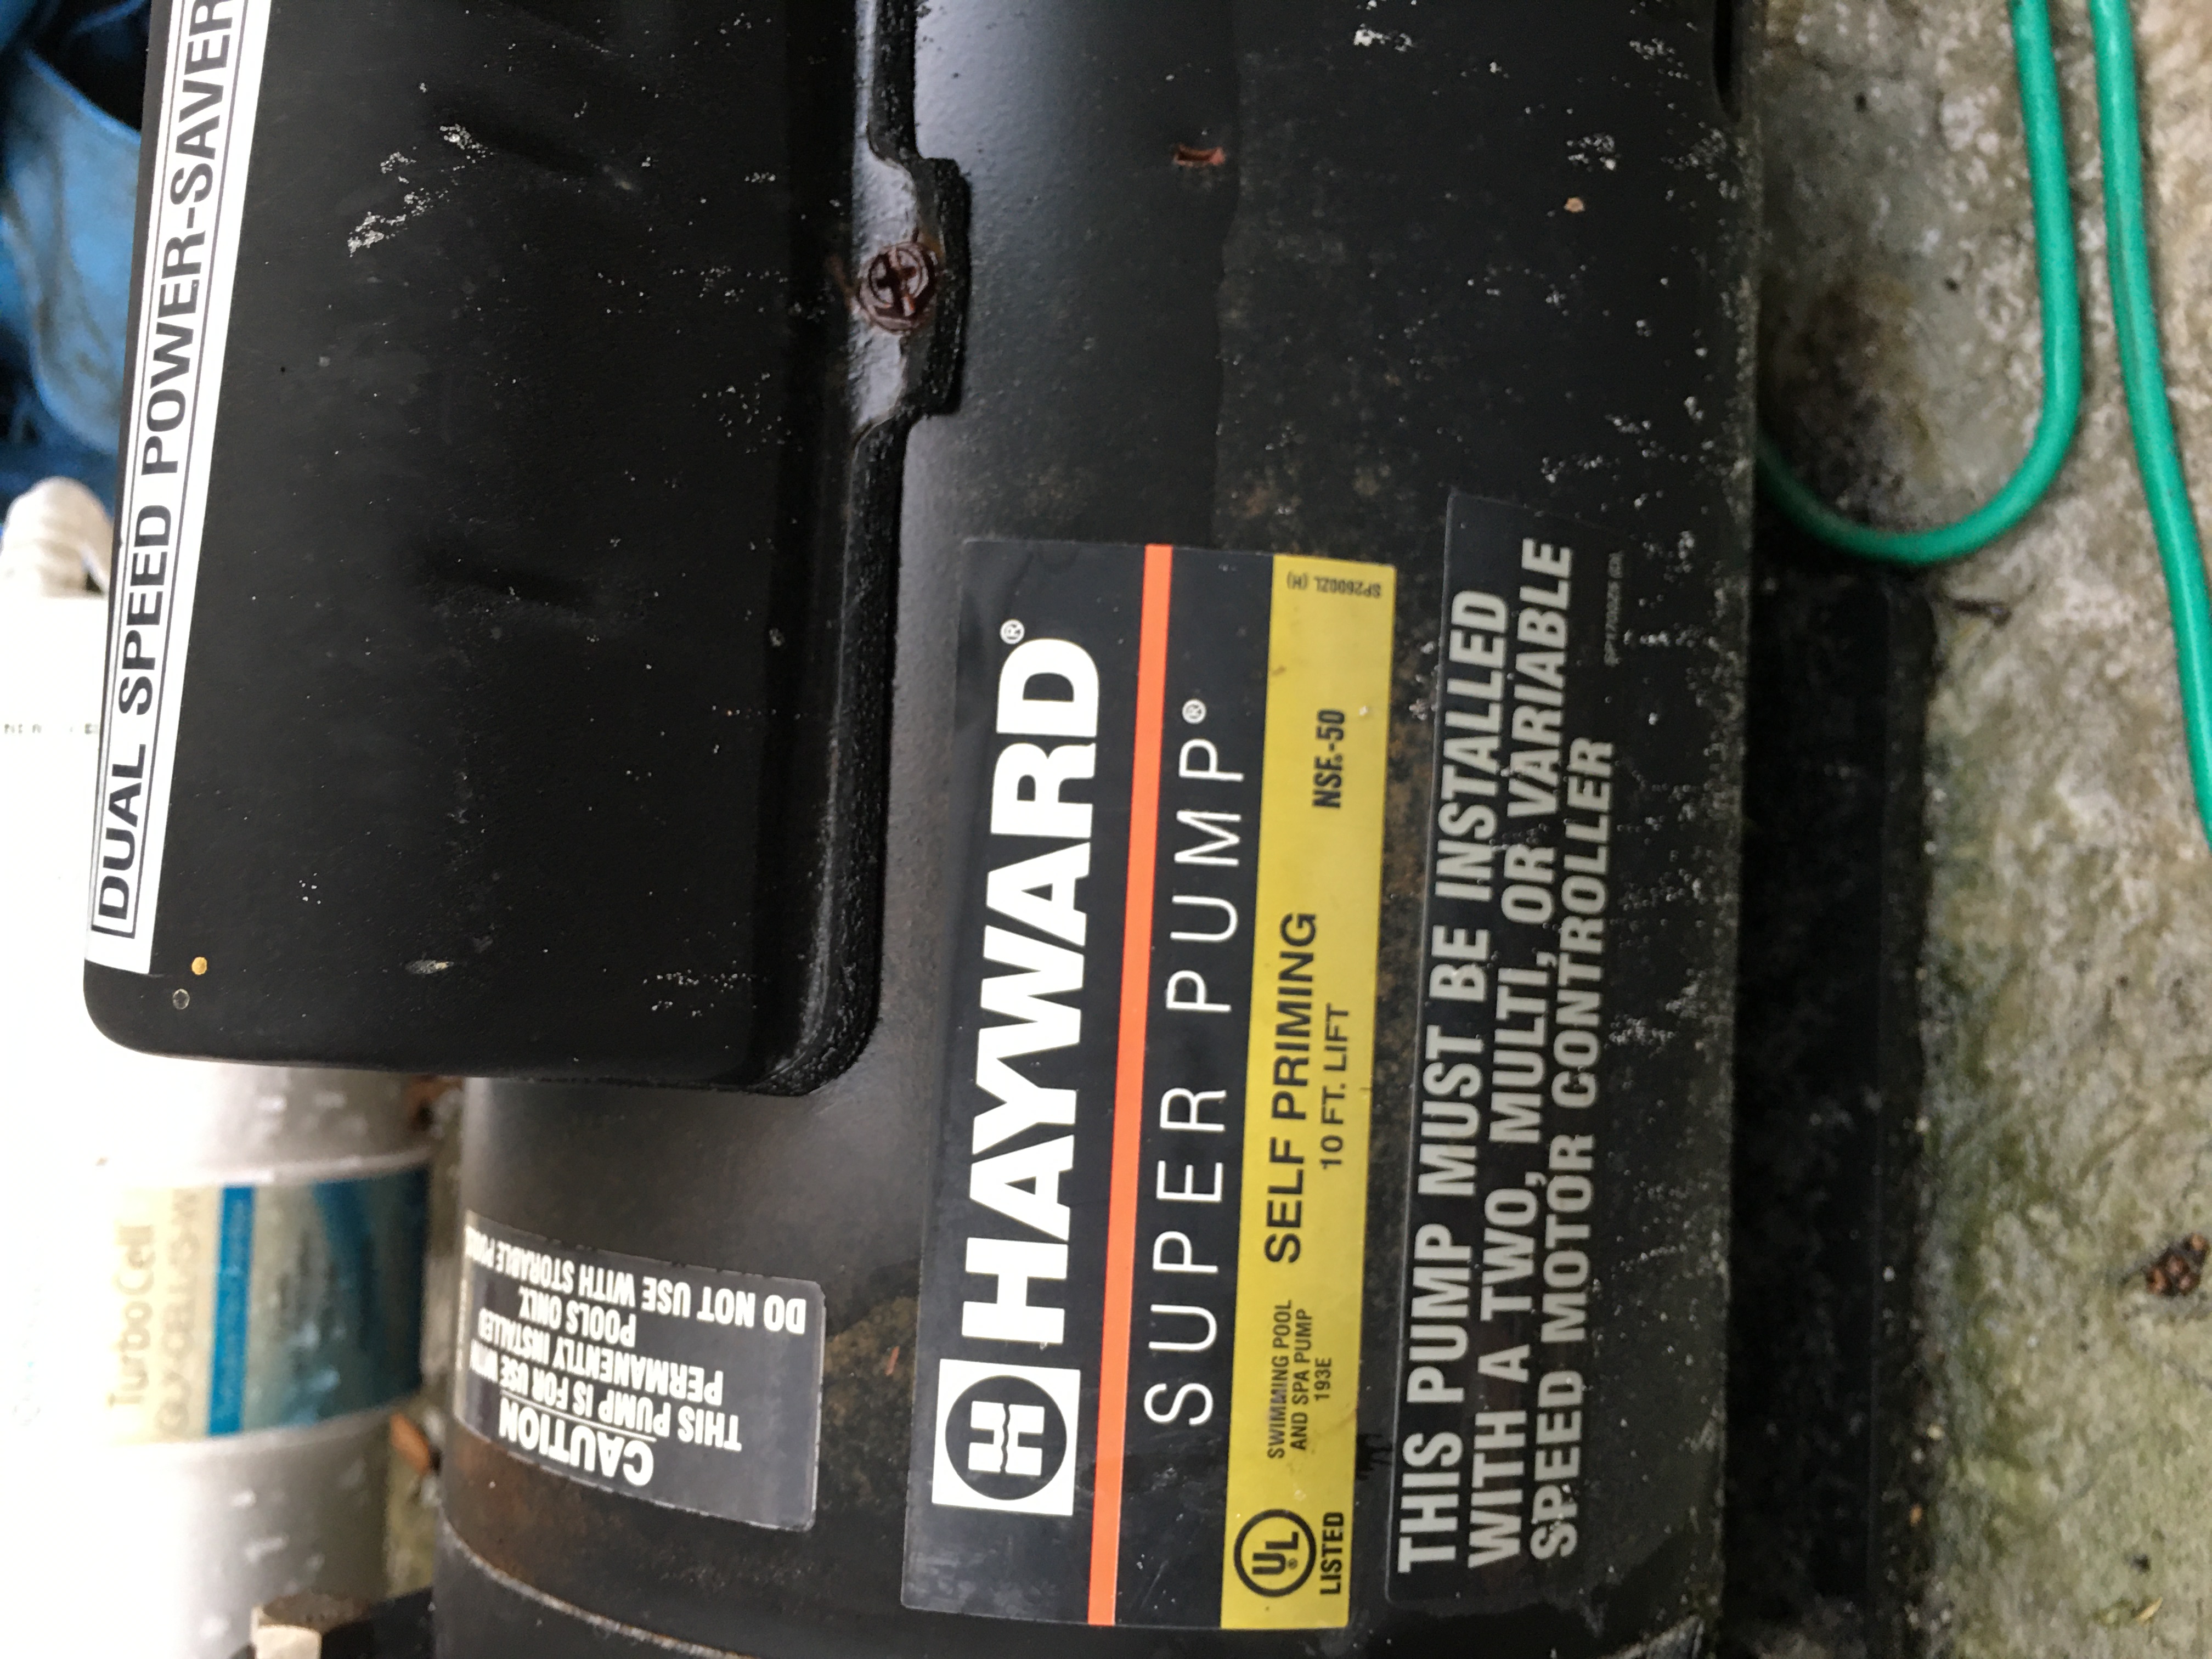 DUAL SPEED POWER-SAVER
HAYWARD®
SUPER PUMP®
UL®
LISTED
SWIMMING POOL
AND SPA PUMP
193E
SELF PRIMING
10 FT. LIFT
NSF®-50
SP2600ZL (H)
THIS PUMP MUST BE INSTALLED
WITH A TWO, MULTI, OR VARIABLE
SPEED MOTOR CONTROLLER
CAUTION
THIS PUMP IS FOR USE WITH
PERMANENTLY INSTALLED
POOLS ONLY.
DO NOT USE WITH STORABLE
TurboCell